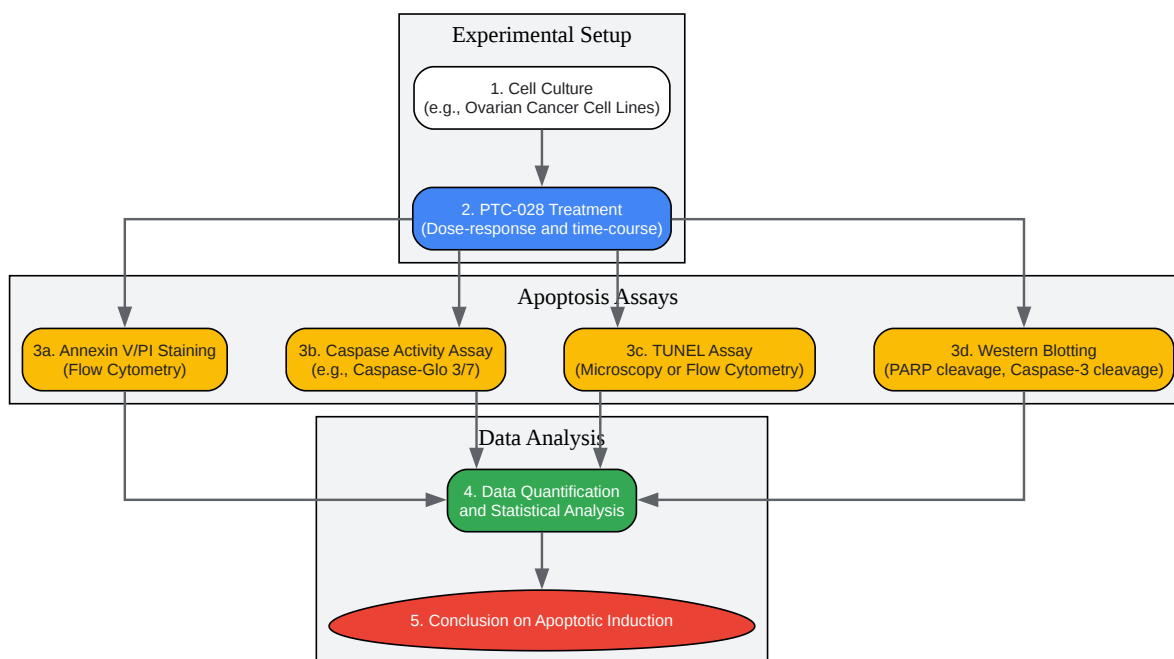 Experimental Setup
1. Cell Culture
(e.g., Ovarian Cancer Cell Lines)
2. PTC-028 Treatment
(Dose-response and time-course)
Apoptosis Assays
3a. Annexin V/PI Staining
(Flow Cytometry)
3b. Caspase Activity Assay
(e.g., Caspase-Glo 3/7)
3c. TUNEL Assay
(Microscopy or Flow Cytometry)
3d. Western Blotting
(PARP cleavage, Caspase-3 cleavage)
Data Analysis
4. Data Quantification
and Statistical Analysis
5. Conclusion on Apoptotic Induction